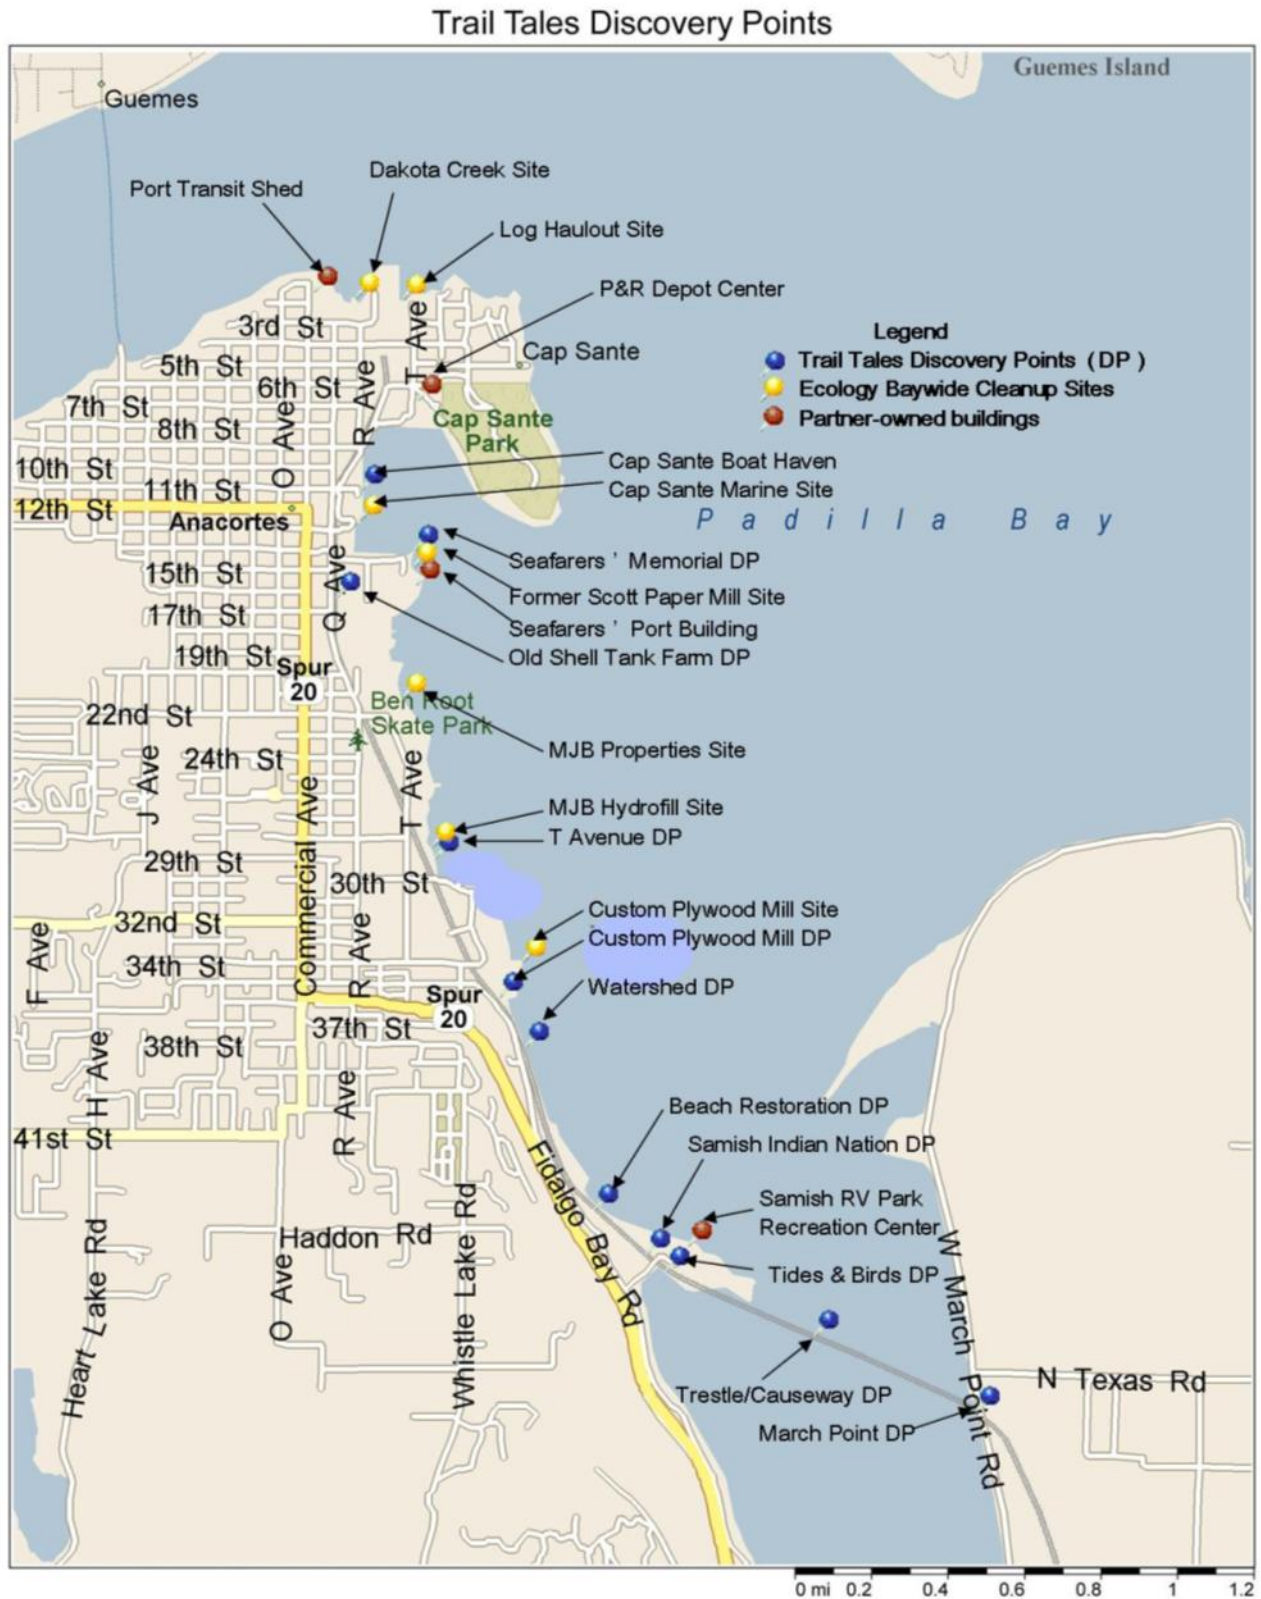 Trail Tales Discovery Points
Guemes Island
Guemes
Dakota Creek Site
Port Transit Shed
Log Haulout Site
P&R Depot Center
3rd St
T Ave
Legend
Cap Sante
5th St
Trail Tales Discovery Points ( DP )
6th St
R Ave
Ecology Baywide Cleanup Sites
7th St
O Ave
Cap Sante
Park
Partner-owned buildings
8th St
10th St
Cap Sante Boat Haven
11th St
Cap Sante Marine Site
12th St
Anacortes
Padilla Bay
Seafarers ' Memorial DP
15th St
Q Ave
Former Scott Paper Mill Site
17th St
Seafarers ' Port Building
19th St
Old Shell Tank Farm DP
Spur
20
Ben Root
Skate Park
22nd St
MJB Properties Site
24th St
J Ave
T Ave
Commercial Ave
MJB Hydrofill Site
T Avenue DP
29th St
30th St
Custom Plywood Mill Site
32nd St
Custom Plywood Mill DP
F Ave
R Ave
34th St
Watershed DP
Spur
20
37th St
38th St
H Ave
R Ave
Beach Restoration DP
41st St
Samish Indian Nation DP
Fidalgo Bay Rd
Samish RV Park
Recreation Center
Haddon Rd
W March Point Rd
Heart Lake Rd
O Ave
Whistle Lake Rd
Tides & Birds DP
N Texas Rd
Trestle/Causeway DP
March Point DP
0 mi 0.2 0.4 0.6 0.8 1 1.2